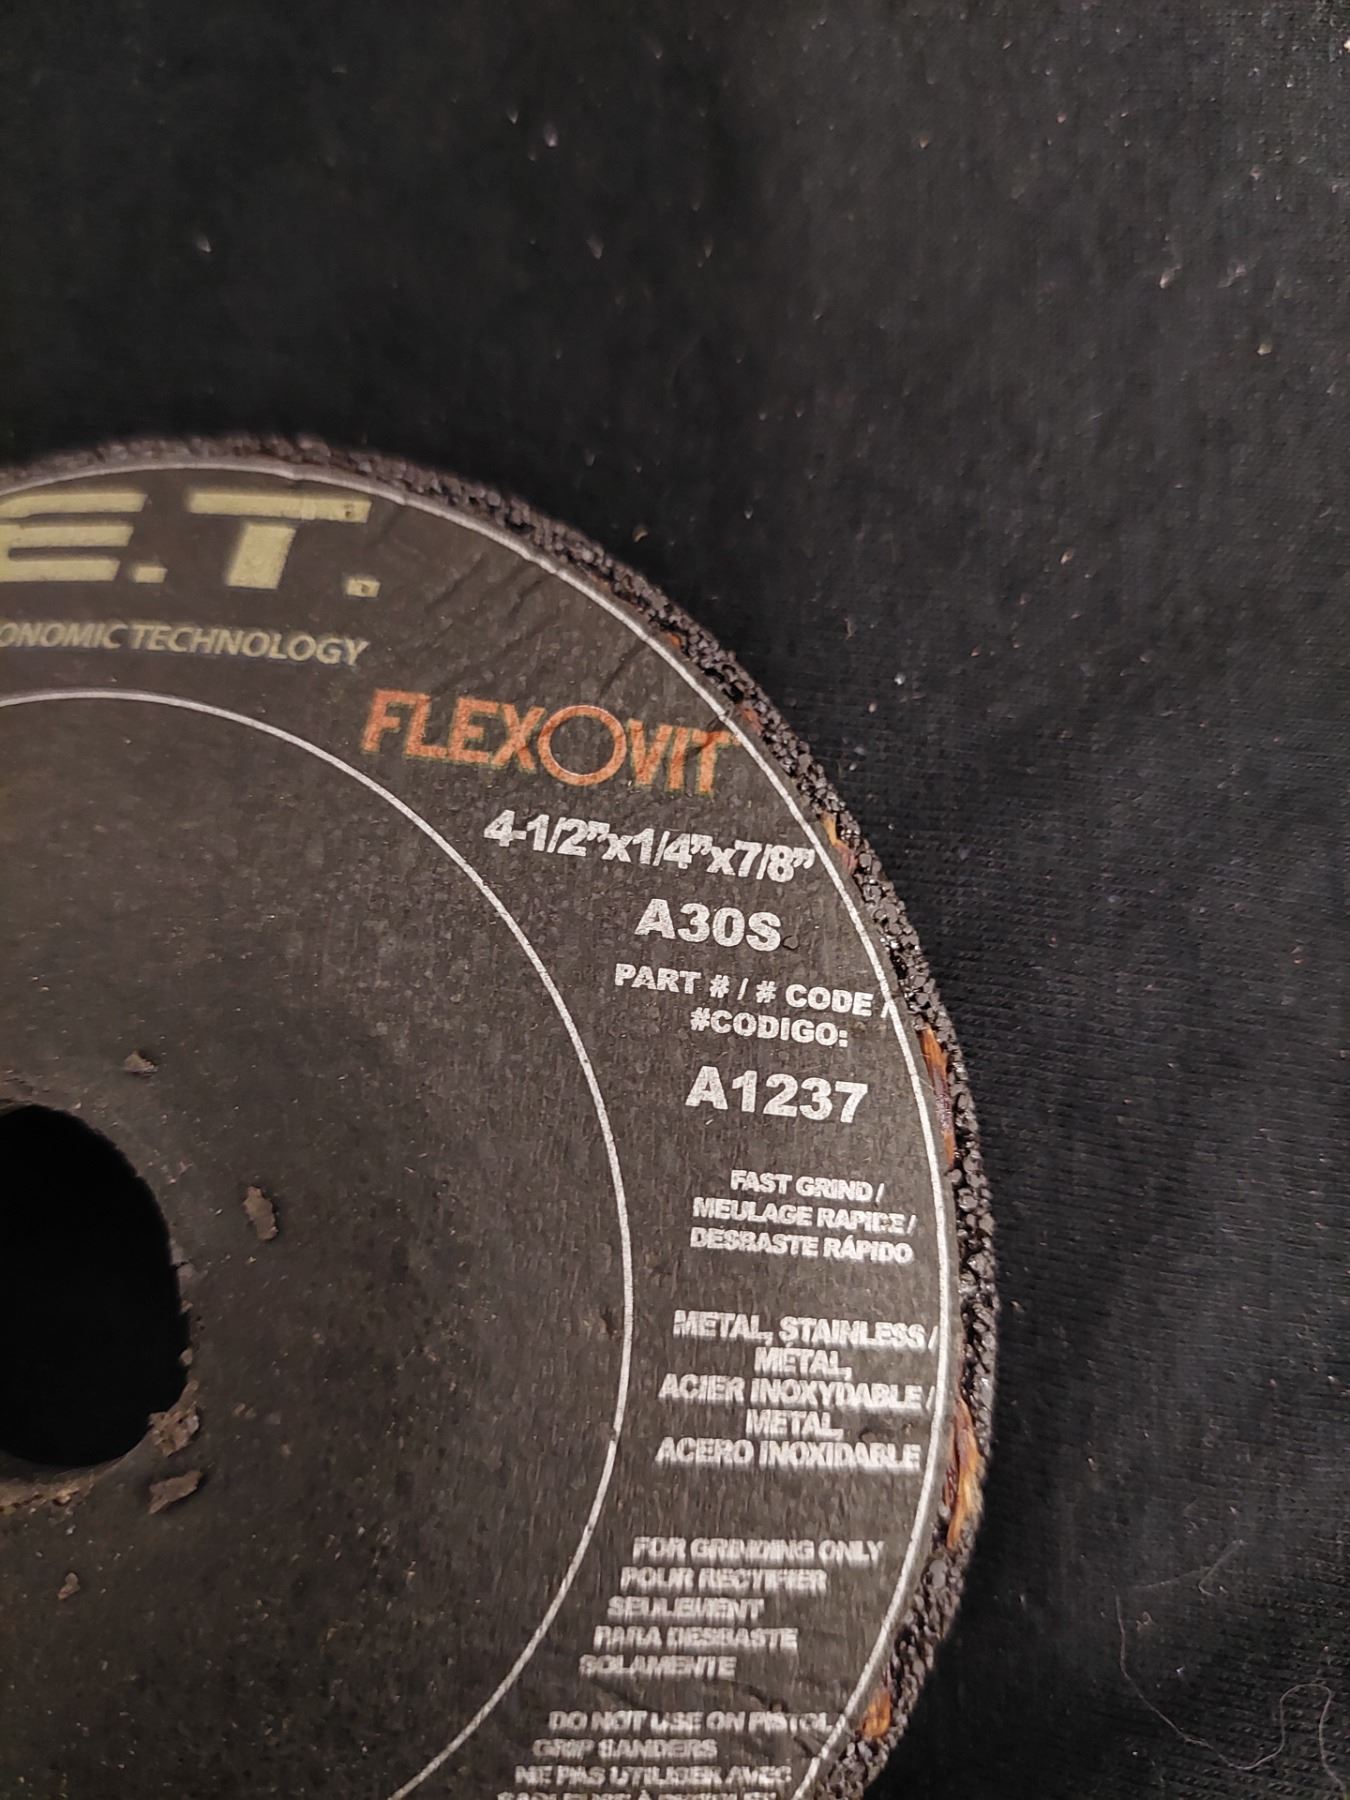 E.T.
ONOMIC TECHNOLOGY
FLEXOVIT
4-1/2"x1/4"x7/8"
A30S
PART # / # CODE /
#CODIGO:
A1237
FAST GRIND /
MEULAGE RAPIDE /
DESBASTE RÁPIDO
METAL, STAINLESS /
MÉTAL,
ACIER INOXYDABLE /
METAL,
ACERO INOXIDABLE
FOR GRINDING ONLY
POUR RECTIFIER
SEULEMENT
PARA DESBASTE
SOLAMENTE
DO NOT USE ON PISTOL
GRIP SANDERS
NE PAS UTILISER AVEC